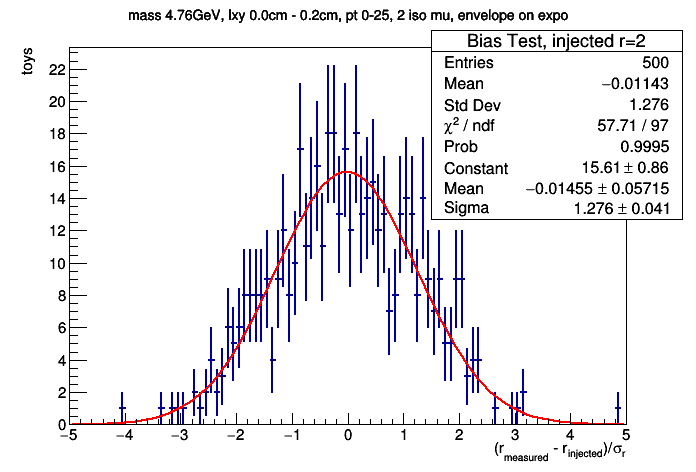 mass 4.76GeV, lxy 0.0cm - 0.2cm, pt 0-25, 2 iso mu, envelope on expo
Bias Test, injected r=2
Entries 500
Mean −0.01143
Std Dev 1.276
χ² / ndf 57.71 / 97
Prob 0.9995
Constant 15.61 ± 0.86
Mean −0.01455 ± 0.05715
Sigma 1.276 ± 0.041
toys
22
20
18
16
14
12
10
8
6
4
2
0
−5 −4 −3 −2 −1 0 1 2 3 4 5
(r_measured - r_injected)/σ_r